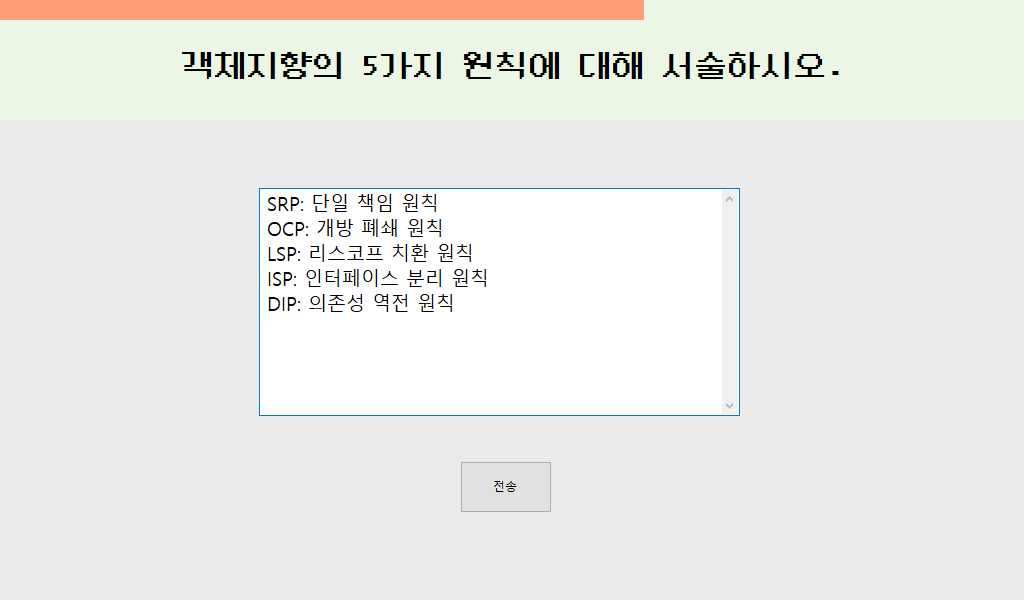 객체지향의 5가지 원칙에 대해 서술하시오.
SRP: 단일 책임 원칙
OCP: 개방 폐쇄 원칙
LSP: 리스코프 치환 원칙
ISP: 인터페이스 분리 원칙
DIP: 의존성 역전 원칙
전송